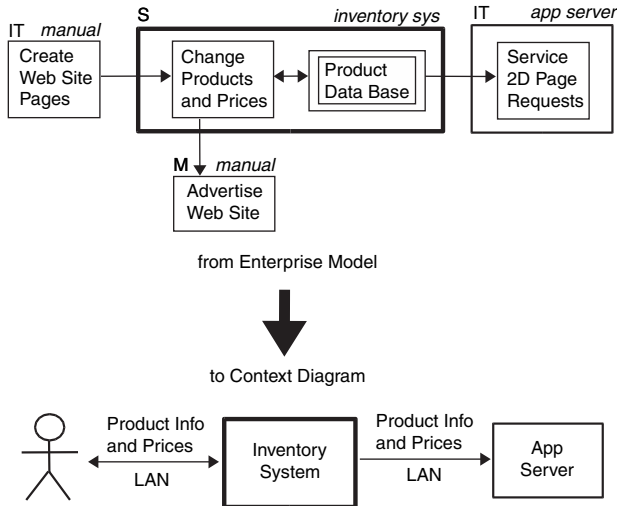 IT manual
S
inventory sys
IT app server
Create
Web Site
Pages
Change
Products
and Prices
Product
Data Base
Service
2D Page
Requests
M manual
Advertise
Web Site
from Enterprise Model
to Context Diagram
Product Info
and Prices
LAN
Inventory
System
Product Info
and Prices
LAN
App
Server